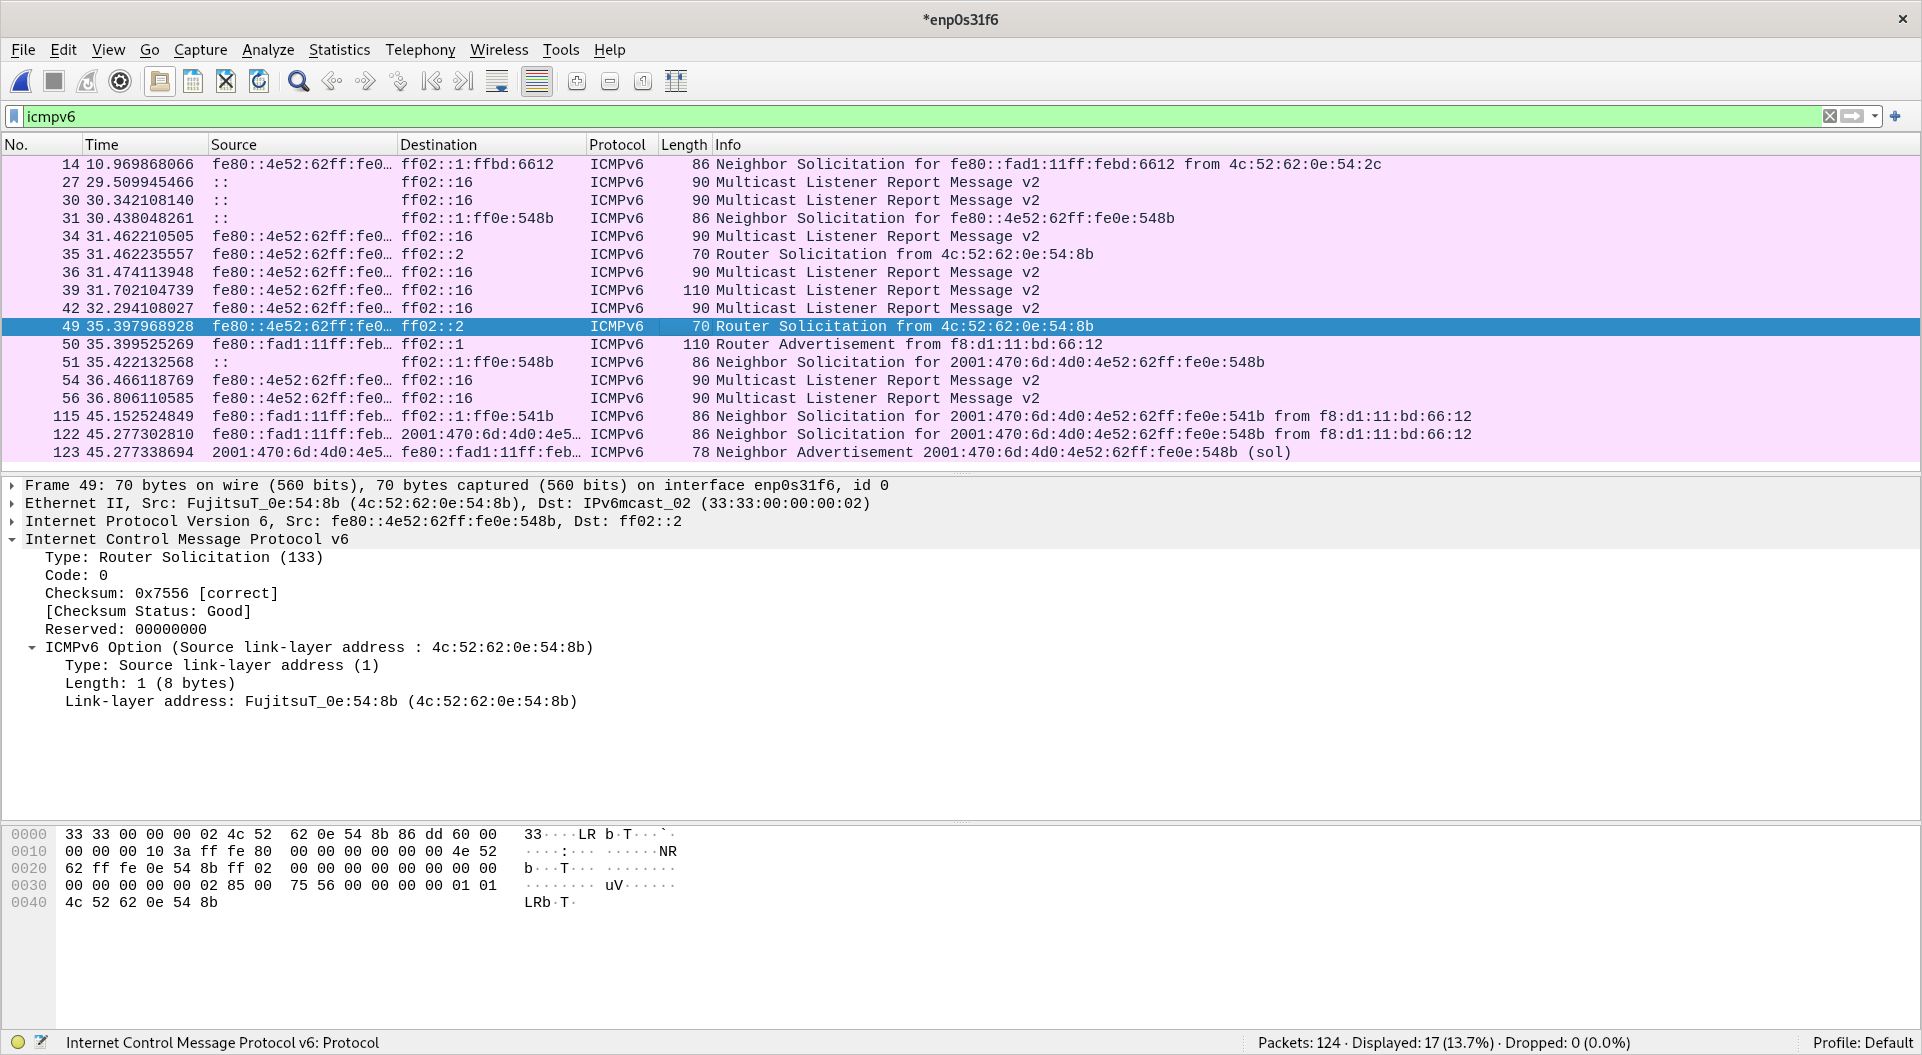 *enp0s31f6
File Edit View Go Capture Analyze Statistics Telephony Wireless Tools Help
icmpv6
No. Time Source Destination Protocol Length Info
14 10.969868066 fe80::4e52:62ff:fe0… ff02::1:ffbd:6612 ICMPv6 86 Neighbor Solicitation for fe80::fad1:11ff:febd:6612 from 4c:52:62:0e:54:2c
27 29.509945466 :: ff02::16 ICMPv6 90 Multicast Listener Report Message v2
30 30.342108140 :: ff02::16 ICMPv6 90 Multicast Listener Report Message v2
31 30.438048261 :: ff02::1:ff0e:548b ICMPv6 86 Neighbor Solicitation for fe80::4e52:62ff:fe0e:548b
34 31.462210505 fe80::4e52:62ff:fe0… ff02::16 ICMPv6 90 Multicast Listener Report Message v2
35 31.462235557 fe80::4e52:62ff:fe0… ff02::2 ICMPv6 70 Router Solicitation from 4c:52:62:0e:54:8b
36 31.474113948 fe80::4e52:62ff:fe0… ff02::16 ICMPv6 90 Multicast Listener Report Message v2
39 31.702104739 fe80::4e52:62ff:fe0… ff02::16 ICMPv6 110 Multicast Listener Report Message v2
42 32.294108027 fe80::4e52:62ff:fe0… ff02::16 ICMPv6 90 Multicast Listener Report Message v2
49 35.397968928 fe80::4e52:62ff:fe0… ff02::2 ICMPv6 70 Router Solicitation from 4c:52:62:0e:54:8b
50 35.399525269 fe80::fad1:11ff:feb… ff02::1 ICMPv6 110 Router Advertisement from f8:d1:11:bd:66:12
51 35.422132568 :: ff02::1:ff0e:548b ICMPv6 86 Neighbor Solicitation for 2001:470:6d:4d0:4e52:62ff:fe0e:548b
54 36.466118769 fe80::4e52:62ff:fe0… ff02::16 ICMPv6 90 Multicast Listener Report Message v2
56 36.806110585 fe80::4e52:62ff:fe0… ff02::16 ICMPv6 90 Multicast Listener Report Message v2
115 45.152524849 fe80::fad1:11ff:feb… ff02::1:ff0e:541b ICMPv6 86 Neighbor Solicitation for 2001:470:6d:4d0:4e52:62ff:fe0e:541b from f8:d1:11:bd:66:12
122 45.277302810 fe80::fad1:11ff:feb… 2001:470:6d:4d0:4e5… ICMPv6 86 Neighbor Solicitation for 2001:470:6d:4d0:4e52:62ff:fe0e:548b from f8:d1:11:bd:66:12
123 45.277338694 2001:470:6d:4d0:4e5… fe80::fad1:11ff:feb… ICMPv6 78 Neighbor Advertisement 2001:470:6d:4d0:4e52:62ff:fe0e:548b (sol)
Frame 49: 70 bytes on wire (560 bits), 70 bytes captured (560 bits) on interface enp0s31f6, id 0
Ethernet II, Src: FujitsuT_0e:54:8b (4c:52:62:0e:54:8b), Dst: IPv6mcast_02 (33:33:00:00:00:02)
Internet Protocol Version 6, Src: fe80::4e52:62ff:fe0e:548b, Dst: ff02::2
Internet Control Message Protocol v6
Type: Router Solicitation (133)
Code: 0
Checksum: 0x7556 [correct]
[Checksum Status: Good]
Reserved: 00000000
ICMPv6 Option (Source link-layer address : 4c:52:62:0e:54:8b)
Type: Source link-layer address (1)
Length: 1 (8 bytes)
Link-layer address: FujitsuT_0e:54:8b (4c:52:62:0e:54:8b)
0000 33 33 00 00 00 02 4c 52 62 0e 54 8b 86 dd 60 00 33····LR b·T···`·
0010 00 00 00 10 3a ff fe 80 00 00 00 00 00 00 4e 52 ····:··· ······NR
0020 62 ff fe 0e 54 8b ff 02 00 00 00 00 00 00 00 00 b···T··· ········
0030 00 00 00 00 00 02 85 00 75 56 00 00 00 00 01 01 ········ uV······
0040 4c 52 62 0e 54 8b LRb·T·
Internet Control Message Protocol v6: Protocol
Packets: 124 · Displayed: 17 (13.7%) · Dropped: 0 (0.0%)
Profile: Default